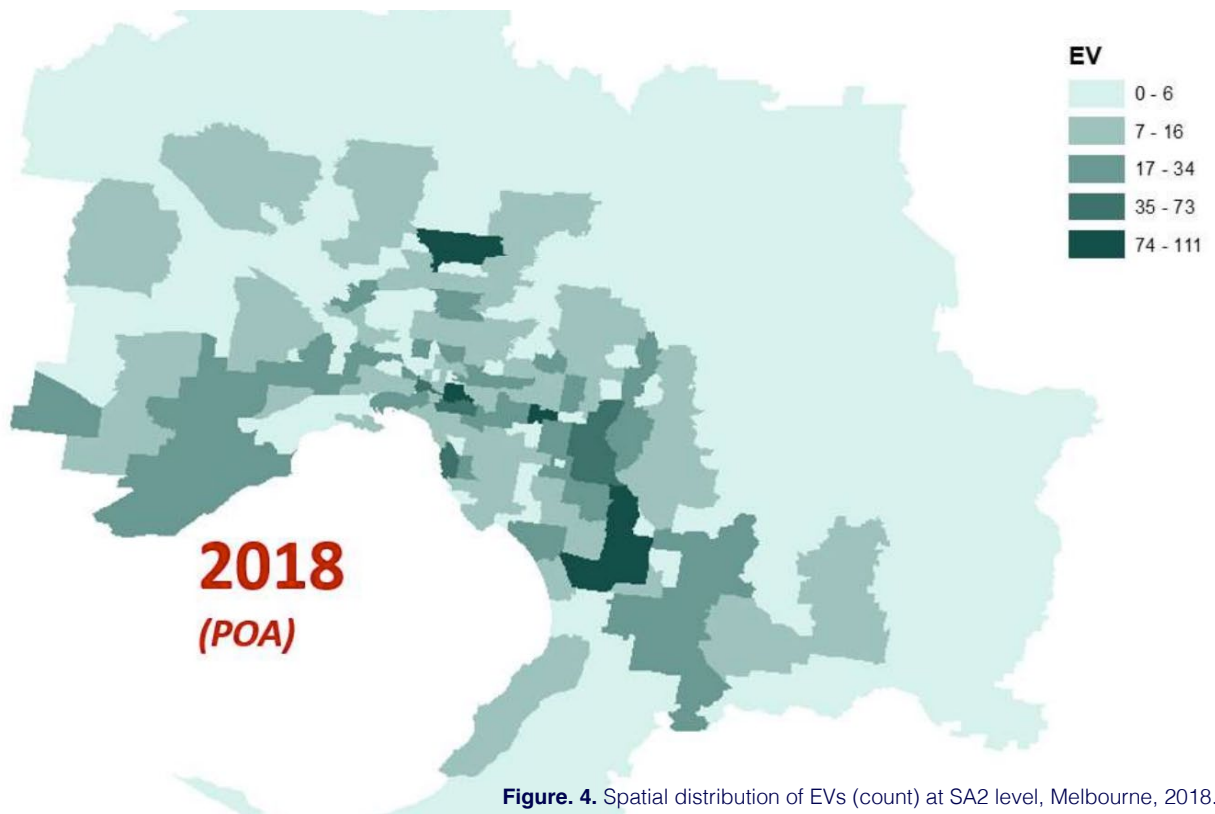 EV
0 - 6
7 - 16
17 - 34
35 - 73
74 - 111
2018
(POA)
Figure. 4. Spatial distribution of EVs (count) at SA2 level, Melbourne, 2018.